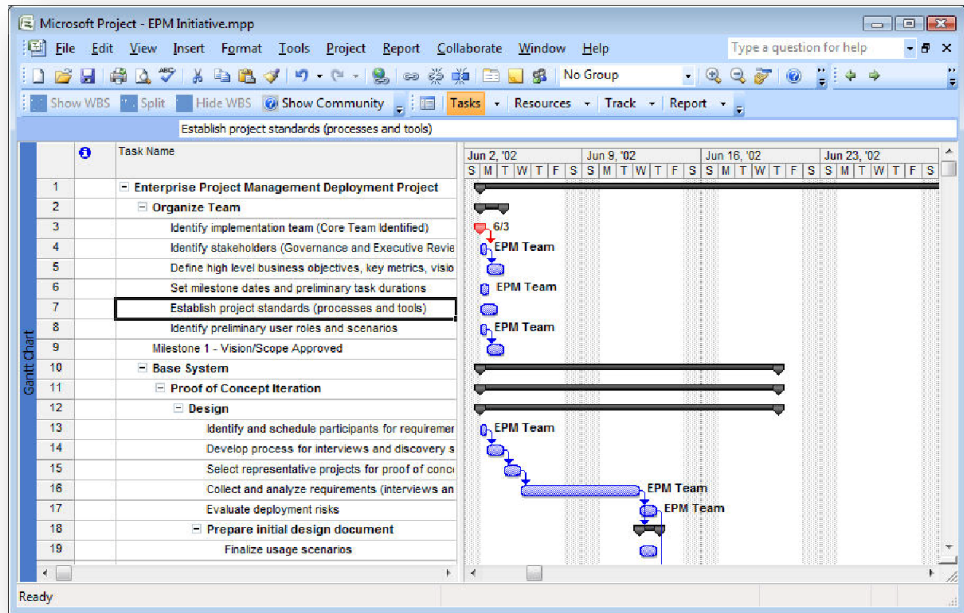 Microsoft Project - EPM Initiative.mpp
File Edit View Insert Format Tools Project Report Collaborate Window Help Type a question for help
No Group
Show WBS Split Hide WBS Show Community Tasks Resources Track Report
Establish project standards (processes and tools)
Task Name
Jun 2, '02 Jun 9, '02 Jun 16, '02 Jun 23, '02
S M T W T F S S M T W T F S S M T W T F S S M T W T F S
1 Enterprise Project Management Deployment Project
2 Organize Team
3 Identify implementation team (Core Team Identified) 6/3
4 Identify stakeholders (Governance and Executive Revie EPM Team
5 Define high level business objectives, key metrics, visio
6 Set milestone dates and preliminary task durations EPM Team
7 Establish project standards (processes and tools)
8 Identify preliminary user roles and scenarios EPM Team
9 Milestone 1 - Vision/Scope Approved
10 Base System
11 Proof of Concept Iteration
12 Design
13 Identify and schedule participants for requiremer EPM Team
14 Develop process for interviews and discovery s
15 Select representative projects for proof of conc
16 Collect and analyze requirements (interviews an EPM Team
17 Evaluate deployment risks EPM Team
18 Prepare initial design document
19 Finalize usage scenarios
Gantt Chart
Ready